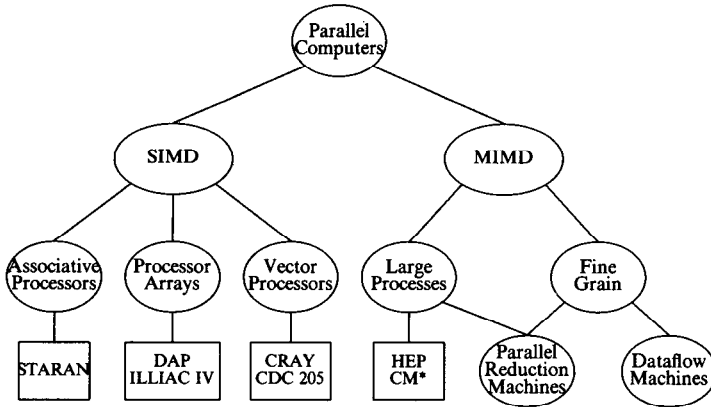 Parallel
Computers
SIMD
MIMD
Associative
Processors
Processor
Arrays
Vector
Processors
Large
Processes
Fine
Grain
STARAN
DAP
ILLIAC IV
CRAY
CDC 205
HEP
CM*
Parallel
Reduction
Machines
Dataflow
Machines